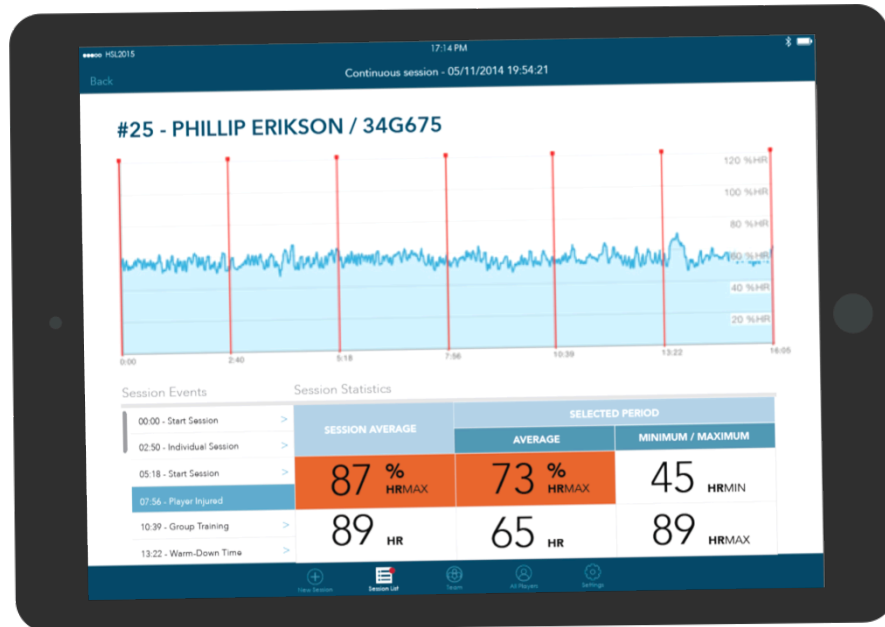 HSL2015
17:14 PM
Back
Continuous session - 05/11/2014 19:54:21
#25 - PHILLIP ERIKSON / 34G675
120 %HR
100 %HR
80 %HR
60 %HR
40 %HR
20 %HR
0:00 2:40 5:18 7:56 10:39 13:22 16:05
Session Events
Session Statistics
00:00 - Start Session >
02:50 - Individual Session >
05:18 - Start Session >
07:56 - Player Injured
10:39 - Group Training >
13:22 - Warm-Down Time >
SESSION AVERAGE
SELECTED PERIOD
AVERAGE
MINIMUM / MAXIMUM
87 % HRMAX
73 % HRMAX
45 HRMIN
89 HR
65 HR
89 HRMAX
New Session
Session List
Team
All Players
Settings